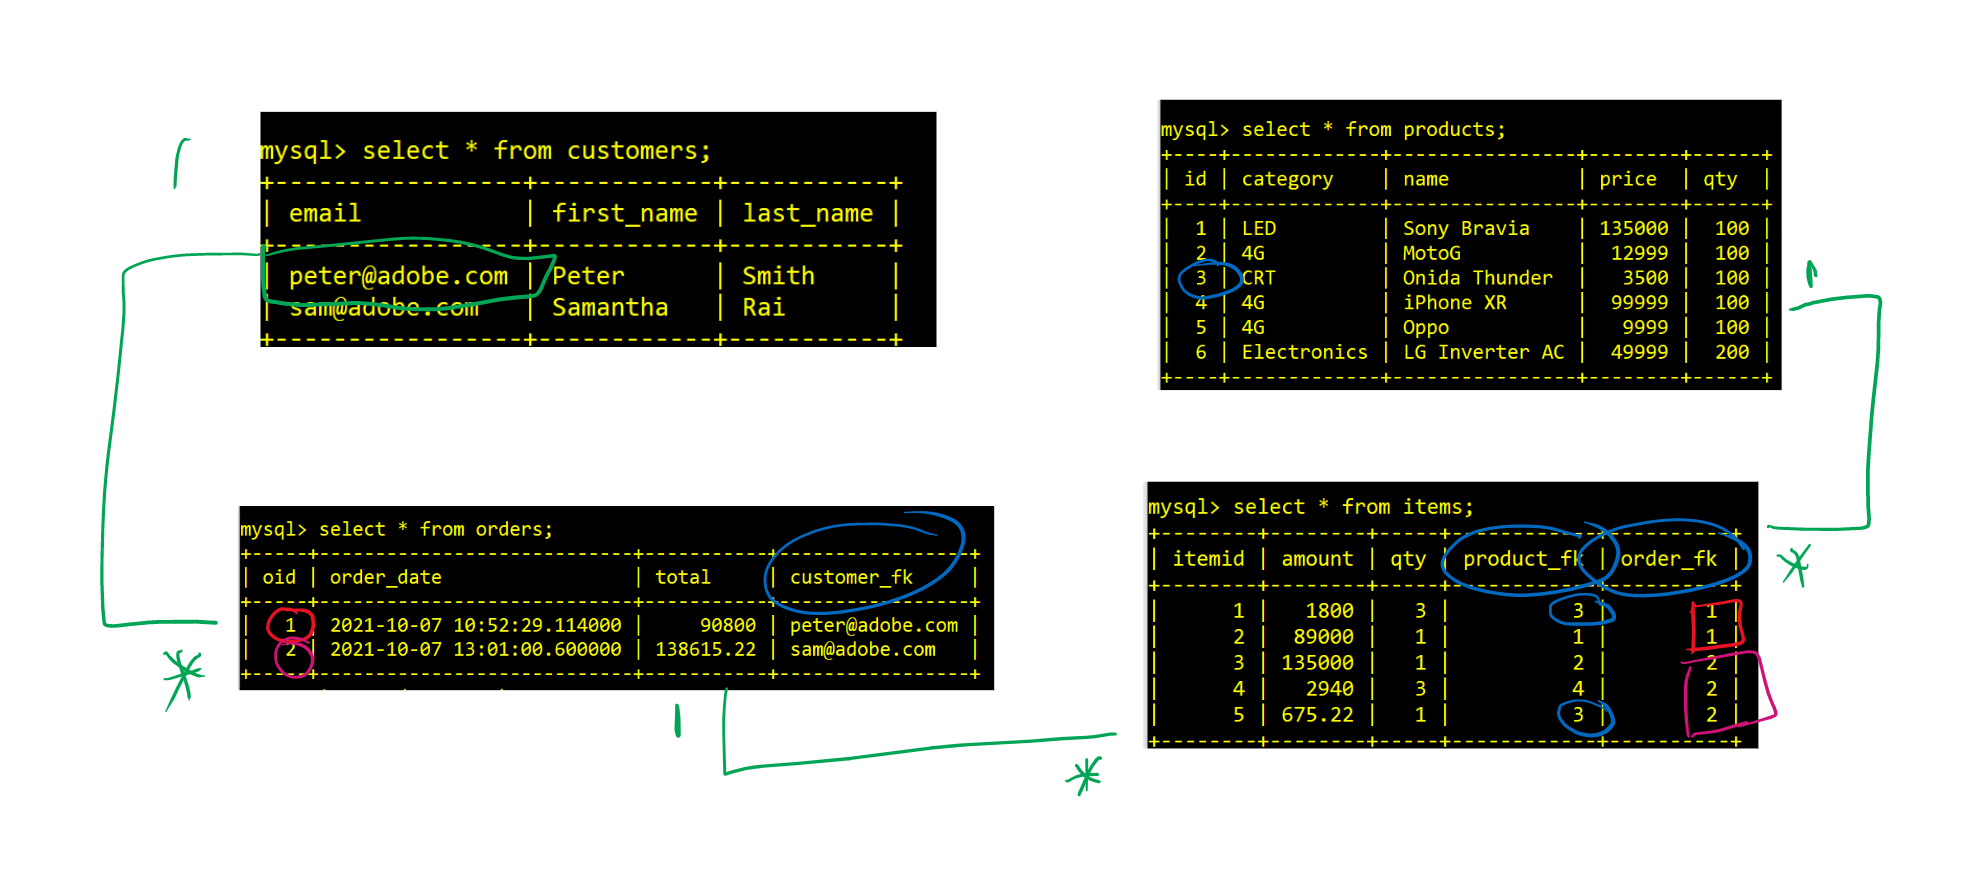 1
mysql> select * from customers;
+-----------------+------------+-----------+
| email           | first_name | last_name |
+-----------------+------------+-----------+
| peter@adobe.com | Peter      | Smith     |
| sam@adobe.com   | Samantha   | Rai       |
+-----------------+------------+-----------+
mysql> select * from products;
+----+-------------+----------------+--------+------+
| id | category    | name           | price  | qty  |
+----+-------------+----------------+--------+------+
|  1 | LED         | Sony Bravia    | 135000 |  100 |
|  2 | 4G          | MotoG          |  12999 |  100 |
|  3 | CRT         | Onida Thunder  |   3500 |  100 |
|  4 | 4G          | iPhone XR      |  99999 |  100 |
|  5 | 4G          | Oppo           |   9999 |  100 |
|  6 | Electronics | LG Inverter AC |  49999 |  200 |
+----+-------------+----------------+--------+------+
1
mysql> select * from orders;
+-----+----------------------------+-----------+-----------------+
| oid | order_date                 | total     | customer_fk     |
+-----+----------------------------+-----------+-----------------+
|   1 | 2021-10-07 10:52:29.114000 |     90800 | peter@adobe.com |
|   2 | 2021-10-07 13:01:00.600000 | 138615.22 | sam@adobe.com   |
+-----+----------------------------+-----------+-----------------+
*
1
mysql> select * from items;
+--------+--------+-----+------------+----------+
| itemid | amount | qty | product_fk | order_fk |
+--------+--------+-----+------------+----------+
|      1 |   1800 |   3 |          3 |        1 |
|      2 |  89000 |   1 |          1 |        1 |
|      3 | 135000 |   1 |          2 |        2 |
|      4 |   2940 |   3 |          4 |        2 |
|      5 | 675.22 |   1 |          3 |        2 |
+--------+--------+-----+------------+----------+
*
*